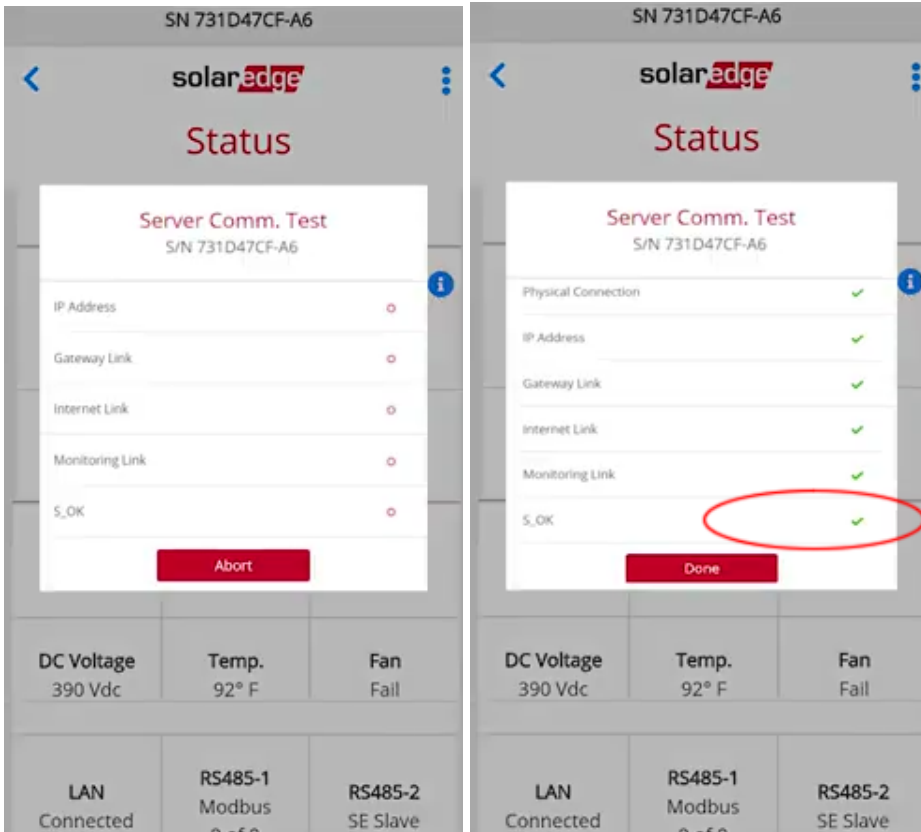 SN 731D47CF-A6
solaredge
Status
Server Comm. Test
S/N 731D47CF-A6
IP Address
Gateway Link
Internet Link
Monitoring Link
S_OK
Abort
DC Voltage
390 Vdc
Temp.
92° F
Fan
Fail
LAN
Connected
RS485-1
Modbus
RS485-2
SE Slave
SN 731D47CF-A6
solaredge
Status
Server Comm. Test
S/N 731D47CF-A6
Physical Connection
IP Address
Gateway Link
Internet Link
Monitoring Link
S_OK
Done
DC Voltage
390 Vdc
Temp.
92° F
Fan
Fail
LAN
Connected
RS485-1
Modbus
RS485-2
SE Slave